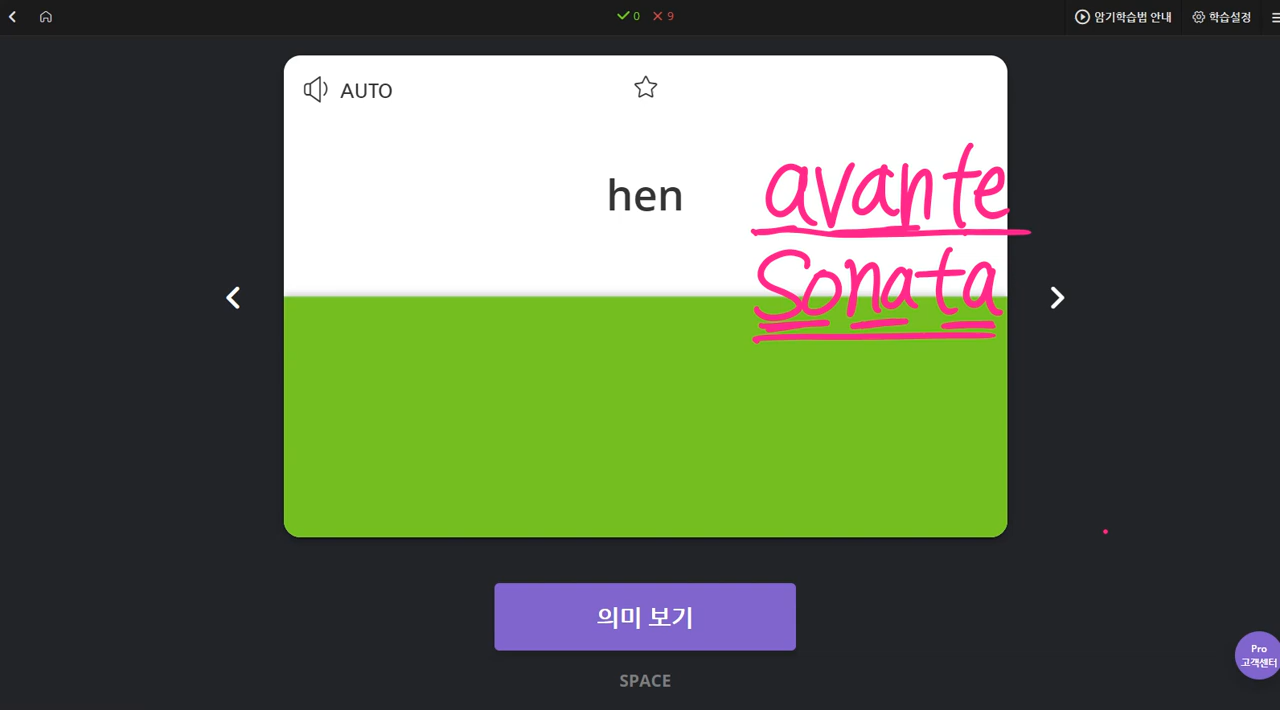 0 9 암기학습법 안내 학습설정
AUTO
hen
avante
Sonata
의미 보기
SPACE
Pro
고객센터